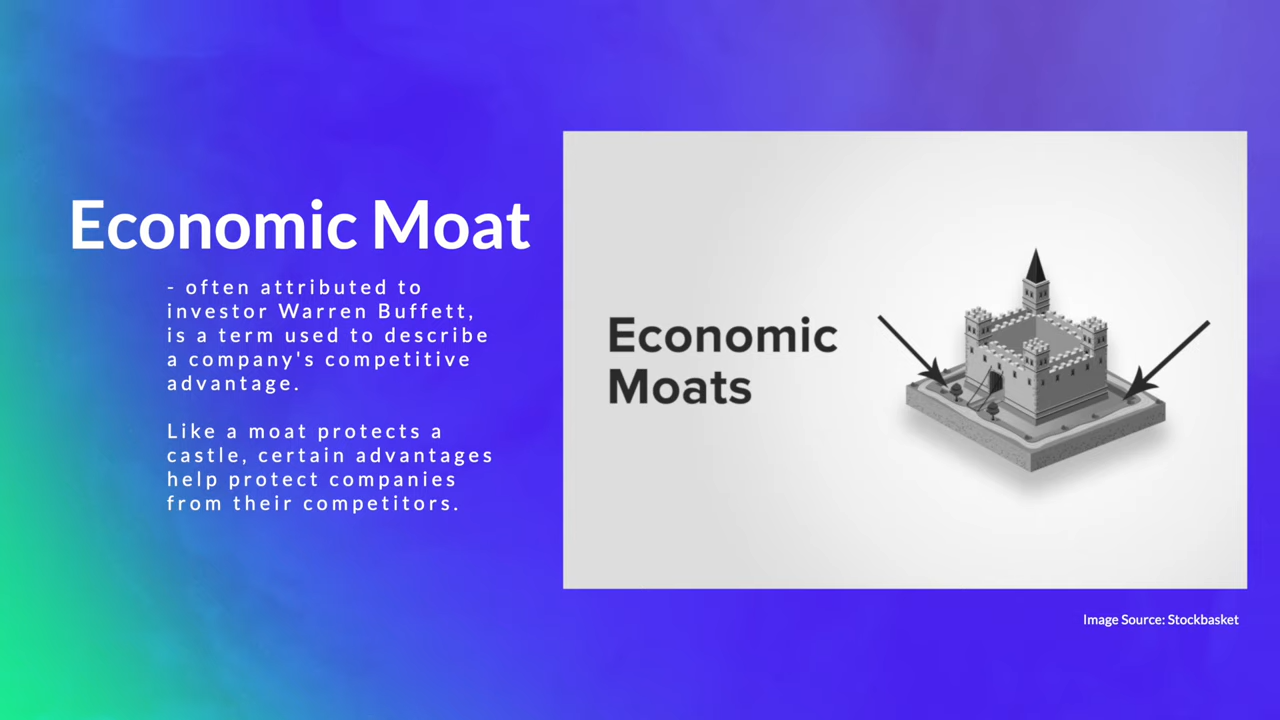 Economic Moat
- often attributed to
investor Warren Buffett,
is a term used to describe
a company's competitive
advantage.
Like a moat protects a
castle, certain advantages
help protect companies
from their competitors.
Economic
Moats
Image Source: Stockbasket